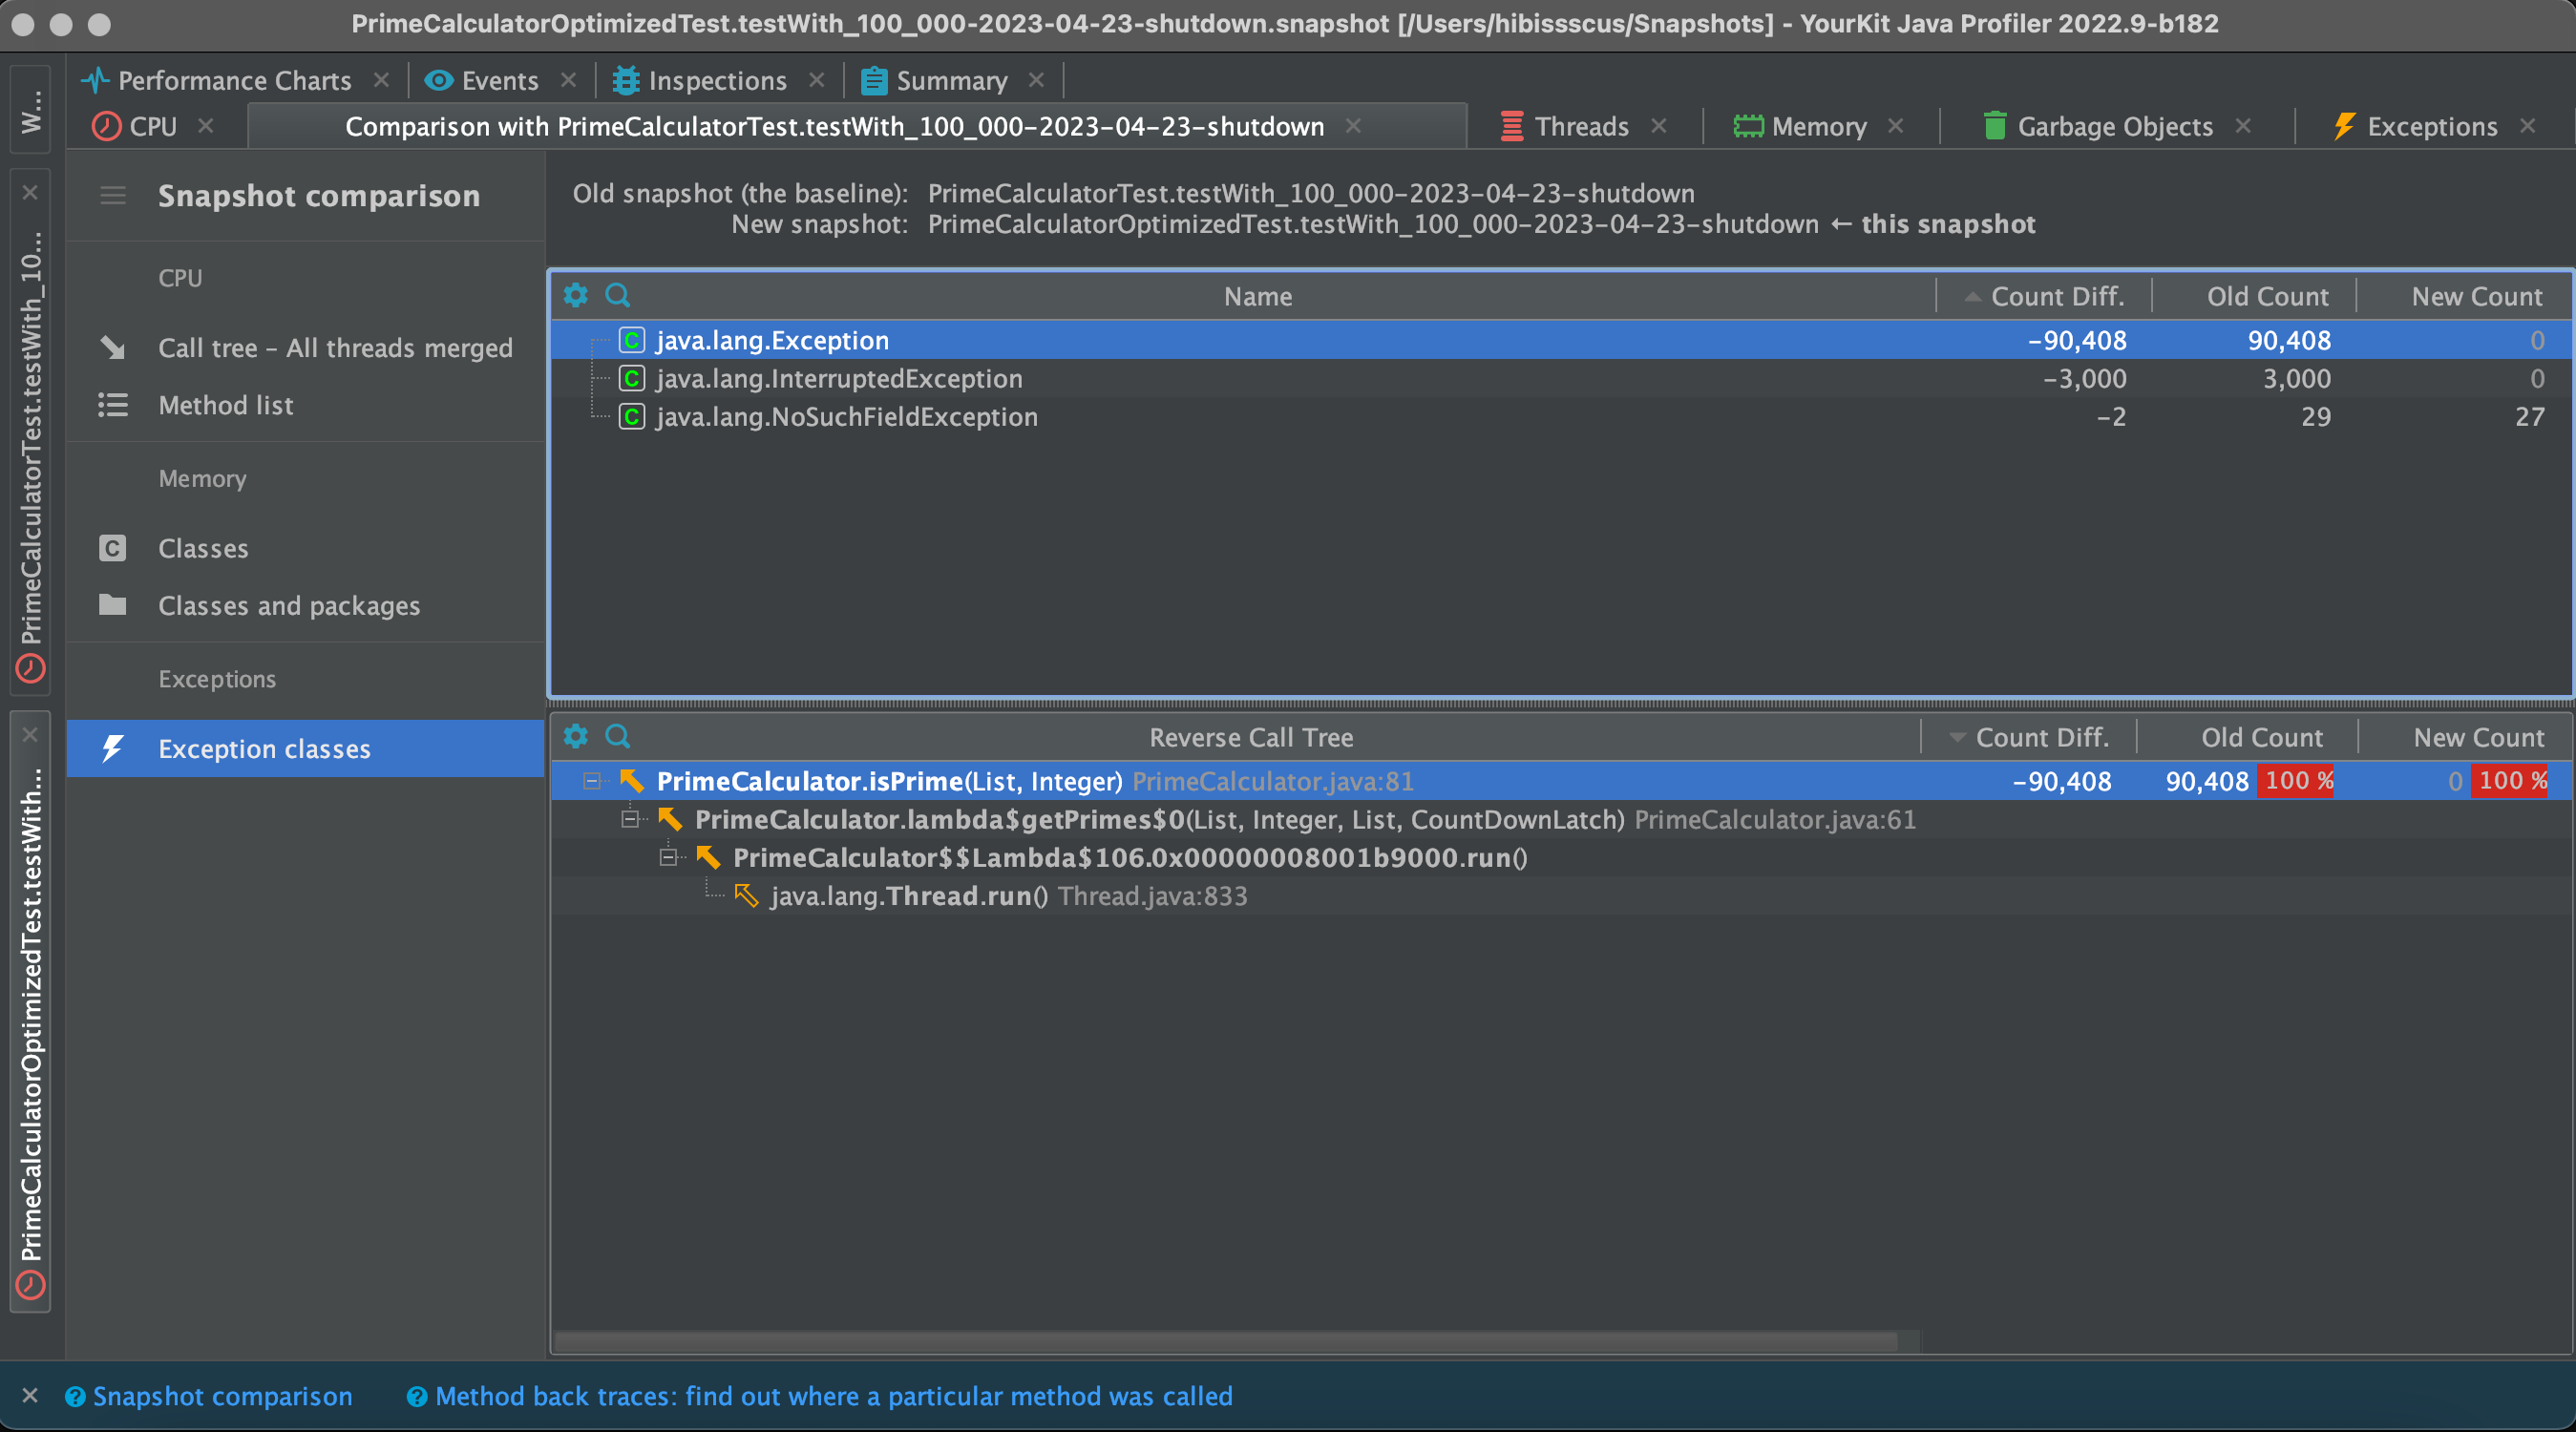 PrimeCalculatorOptimizedTest.testWith_100_000-2023-04-23-shutdown.snapshot [/Users/hibissscus/Snapshots] - YourKit Java Profiler 2022.9-b182
W...
PrimeCalculatorTest.testWith_10...
PrimeCalculatorOptimizedTest.testWith...
Performance Charts
Events
Inspections
Summary
CPU
Comparison with PrimeCalculatorTest.testWith_100_000-2023-04-23-shutdown
Threads
Memory
Garbage Objects
Exceptions
Snapshot comparison
CPU
Call tree – All threads merged
Method list
Memory
Classes
Classes and packages
Exceptions
Exception classes
Old snapshot (the baseline): PrimeCalculatorTest.testWith_100_000-2023-04-23-shutdown
New snapshot: PrimeCalculatorOptimizedTest.testWith_100_000-2023-04-23-shutdown ← this snapshot
Name Count Diff. Old Count New Count
java.lang.Exception -90,408 90,408 0
java.lang.InterruptedException -3,000 3,000 0
java.lang.NoSuchFieldException -2 29 27
Reverse Call Tree Count Diff. Old Count New Count
PrimeCalculator.isPrime(List, Integer) PrimeCalculator.java:81 -90,408 90,408 100 % 0 100 %
PrimeCalculator.lambda$getPrimes$0(List, Integer, List, CountDownLatch) PrimeCalculator.java:61
PrimeCalculator$$Lambda$106.0x00000008001b9000.run()
java.lang.Thread.run() Thread.java:833
Snapshot comparison
Method back traces: find out where a particular method was called